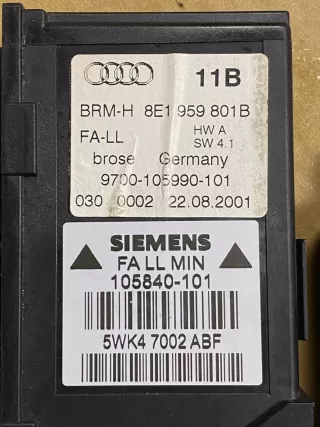 11B
BRM-H 8E1 959 801B
FA-LL HW A
SW 4.1
brose Germany
9700-105990-101
030 0002 22.08.2001
SIEMENS
FA LL MIN
105840-101
5WK4 7002 ABF